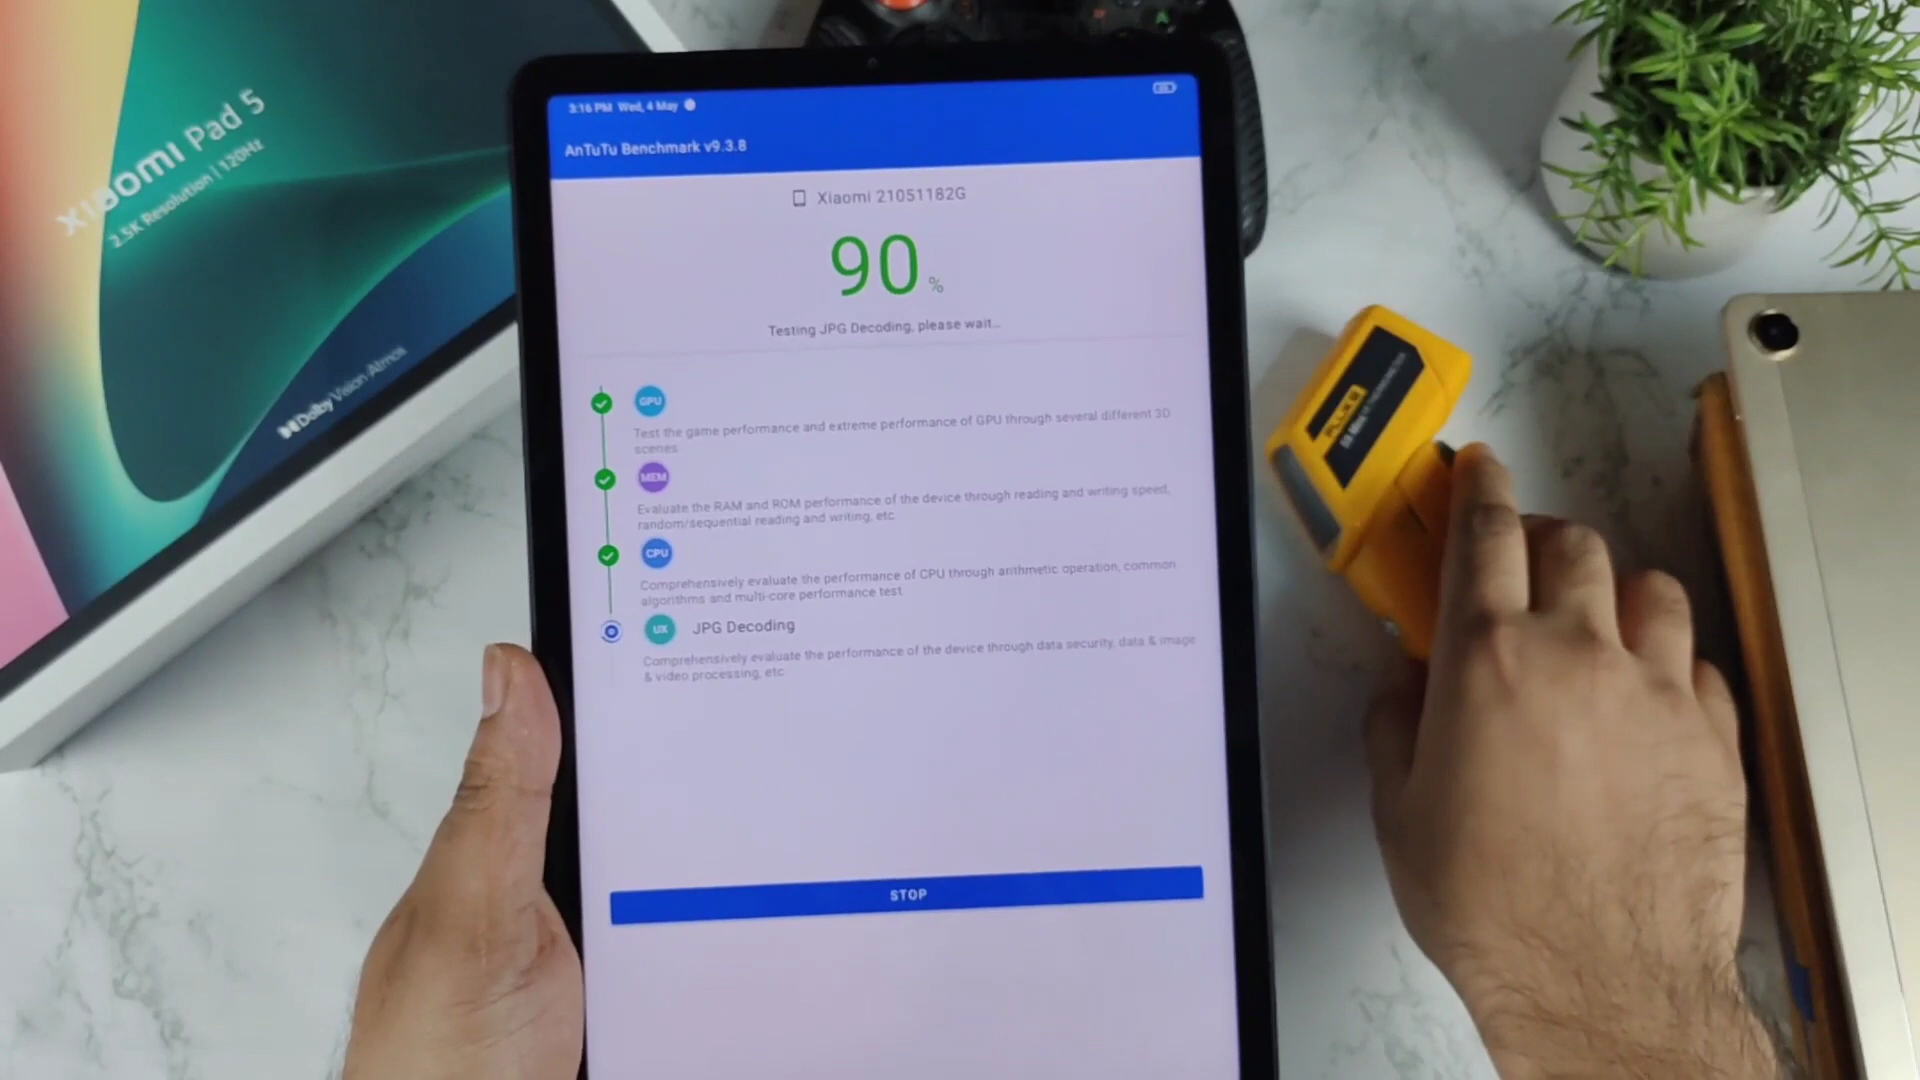 Xiaomi Pad 5
2.5K Resolution | 120Hz
Dolby Vision/Atmos
3:16 PM Wed, 4 May
AnTuTu Benchmark v9.3.8
Xiaomi 21051182G
90 %
Testing JPG Decoding, please wait...
GPU
Test the game performance and extreme performance of GPU through several different 3D
scenes
MEM
Evaluate the RAM and ROM performance of the device through reading and writing speed,
random/sequential reading and writing, etc
CPU
Comprehensively evaluate the performance of CPU through arithmetic operation, common
algorithms and multi-core performance test
UX JPG Decoding
Comprehensively evaluate the performance of the device through data security, data & image
& video processing, etc
STOP